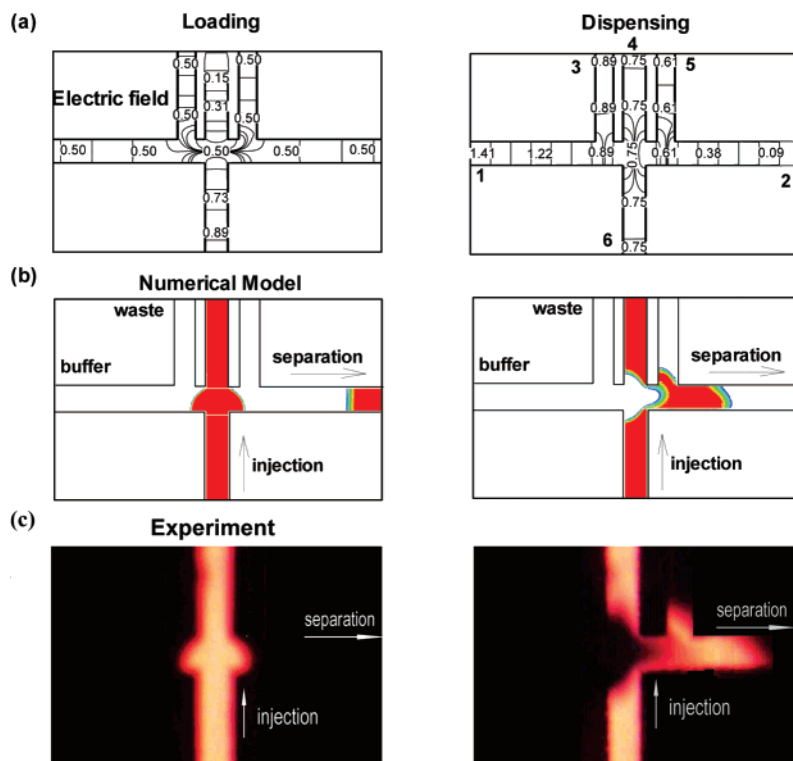 (a)
Loading
Dispensing
Electric field
0.50 0.15 0.50
0.31
0.50 0.50
0.50 0.50 0.50 0.50 0.50
0.73
0.89
3 4 5
0.89 0.75 0.61
0.89 0.75 0.61
1.41 1.22 0.89 0.75 0.61 0.38 0.09
1 2
0.75
6 0.75
(b)
Numerical Model
waste
buffer
separation
injection
waste
buffer
separation
injection
(c)
Experiment
separation
injection
separation
injection